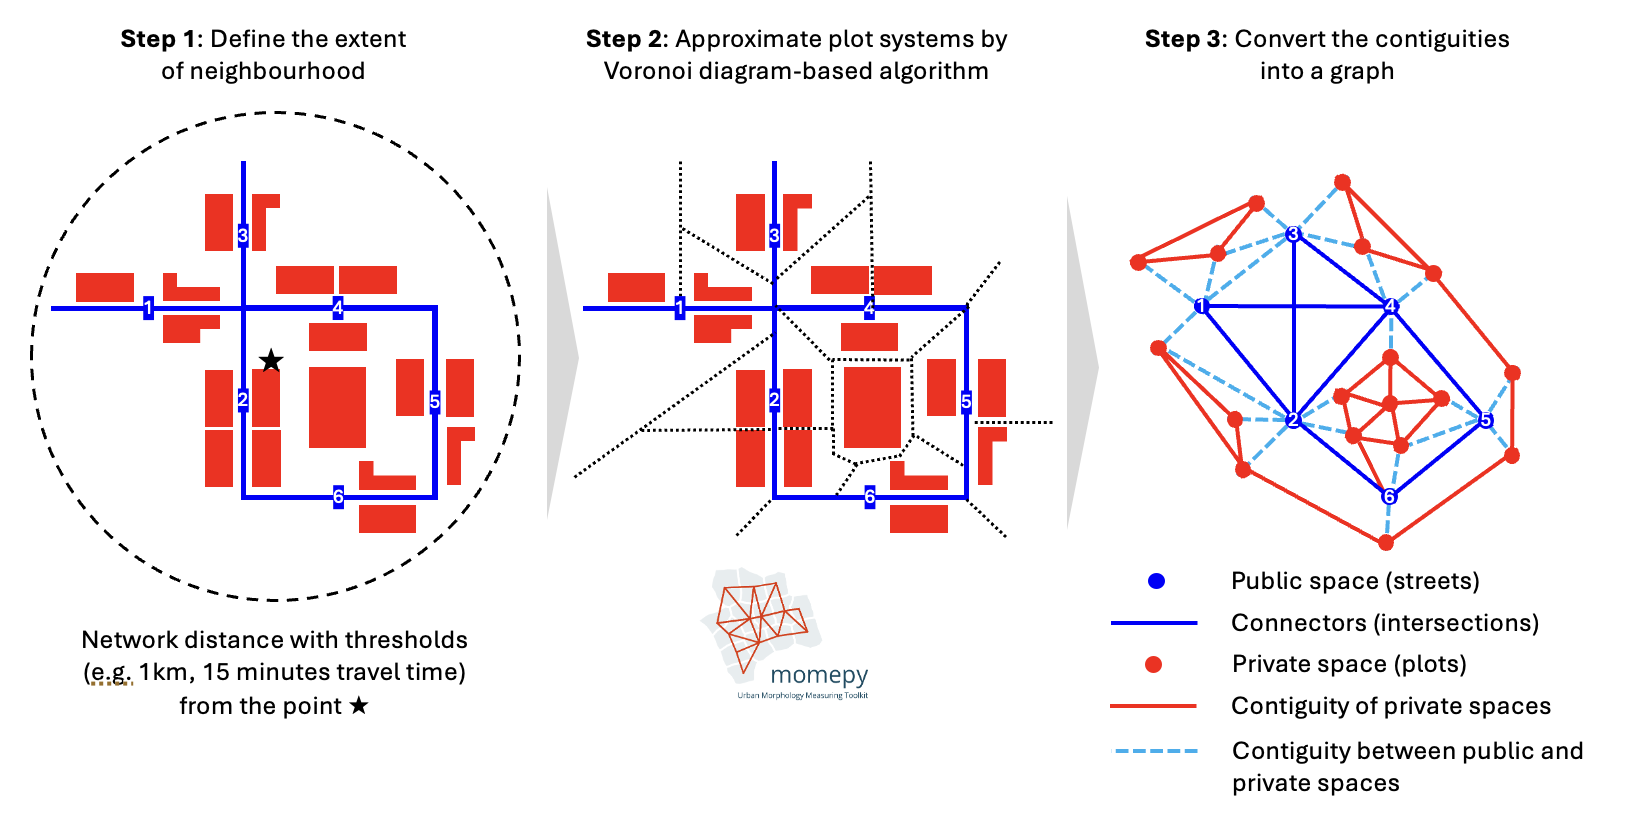 Step 1: Define the extent
of neighbourhood
Step 2: Approximate plot systems by
Voronoi diagram-based algorithm
Step 3: Convert the contiguities
into a graph
3
1
4
2
5
6
3
1
4
2
5
6
3
1
4
2
5
6
Network distance with thresholds
(e.g. 1km, 15 minutes travel time)
from the point ★
momepy
Urban Morphology Measuring Toolkit
Public space (streets)
Connectors (intersections)
Private space (plots)
Contiguity of private spaces
Contiguity between public and
private spaces